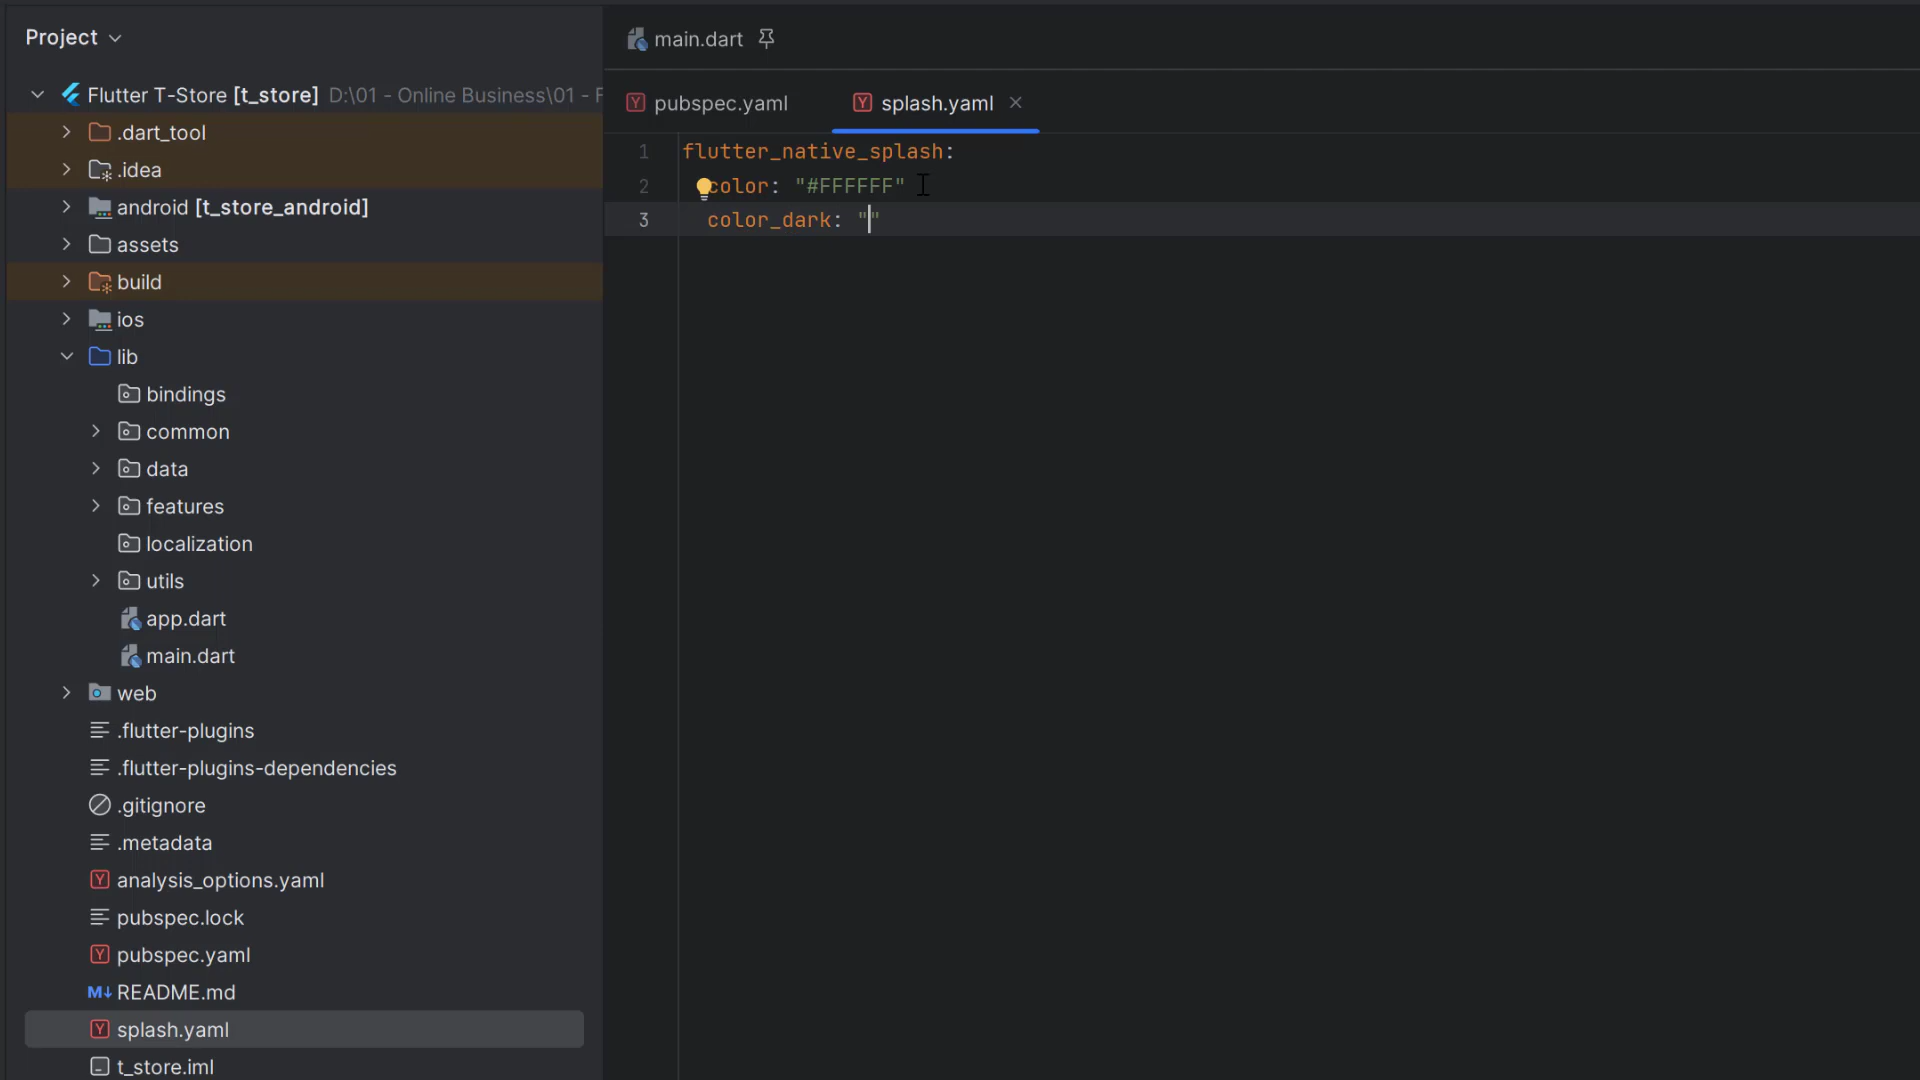 Project
Flutter T-Store [t_store] D:\01 - Online Business\01 - F
.dart_tool
.idea
android [t_store_android]
assets
build
ios
lib
bindings
common
data
features
localization
utils
app.dart
main.dart
web
.flutter-plugins
.flutter-plugins-dependencies
.gitignore
.metadata
analysis_options.yaml
pubspec.lock
pubspec.yaml
README.md
splash.yaml
t_store.iml
main.dart
pubspec.yaml splash.yaml
1 flutter_native_splash:
2 color: "#FFFFFF"
3 color_dark: ""